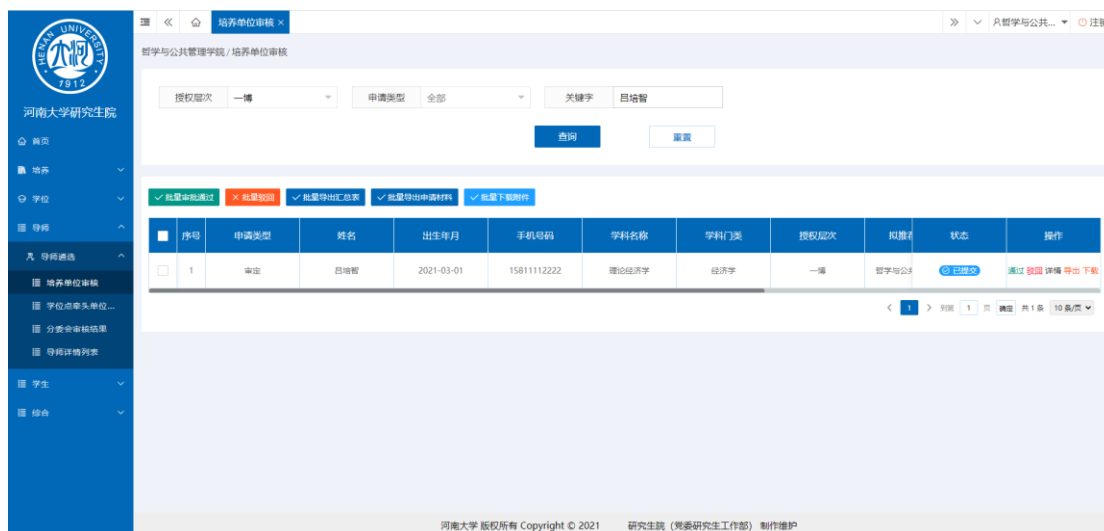 HENAN UNIVERSITY
1912
河南大学研究生院
首页
培养
学位
导师
导师遴选
培养单位审核
学位点牵头单位...
分委会审核结果
导师详情列表
学生
综合
培养单位审核 ×
哲学与公共... 注销
哲学与公共管理学院 / 培养单位审核
授权层次 一博 申请类型 全部 关键字 吕培智
查询 重置
批量审批通过 批量驳回 批量导出汇总表 批量导出申请材料 批量下载附件
序号 申请类型 姓名 出生年月 手机号码 学科名称 学科门类 授权层次 拟推荐 状态 操作
1 审定 吕培智 2021-03-01 15811112222 理论经济学 经济学 一博 哲学与公共 已提交 通过 驳回 详情 导出 下载
1 到第 1 页 确定 共 1 条 10 条/页
河南大学 版权所有 Copyright © 2021 研究生院（党委研究生工作部）制作维护